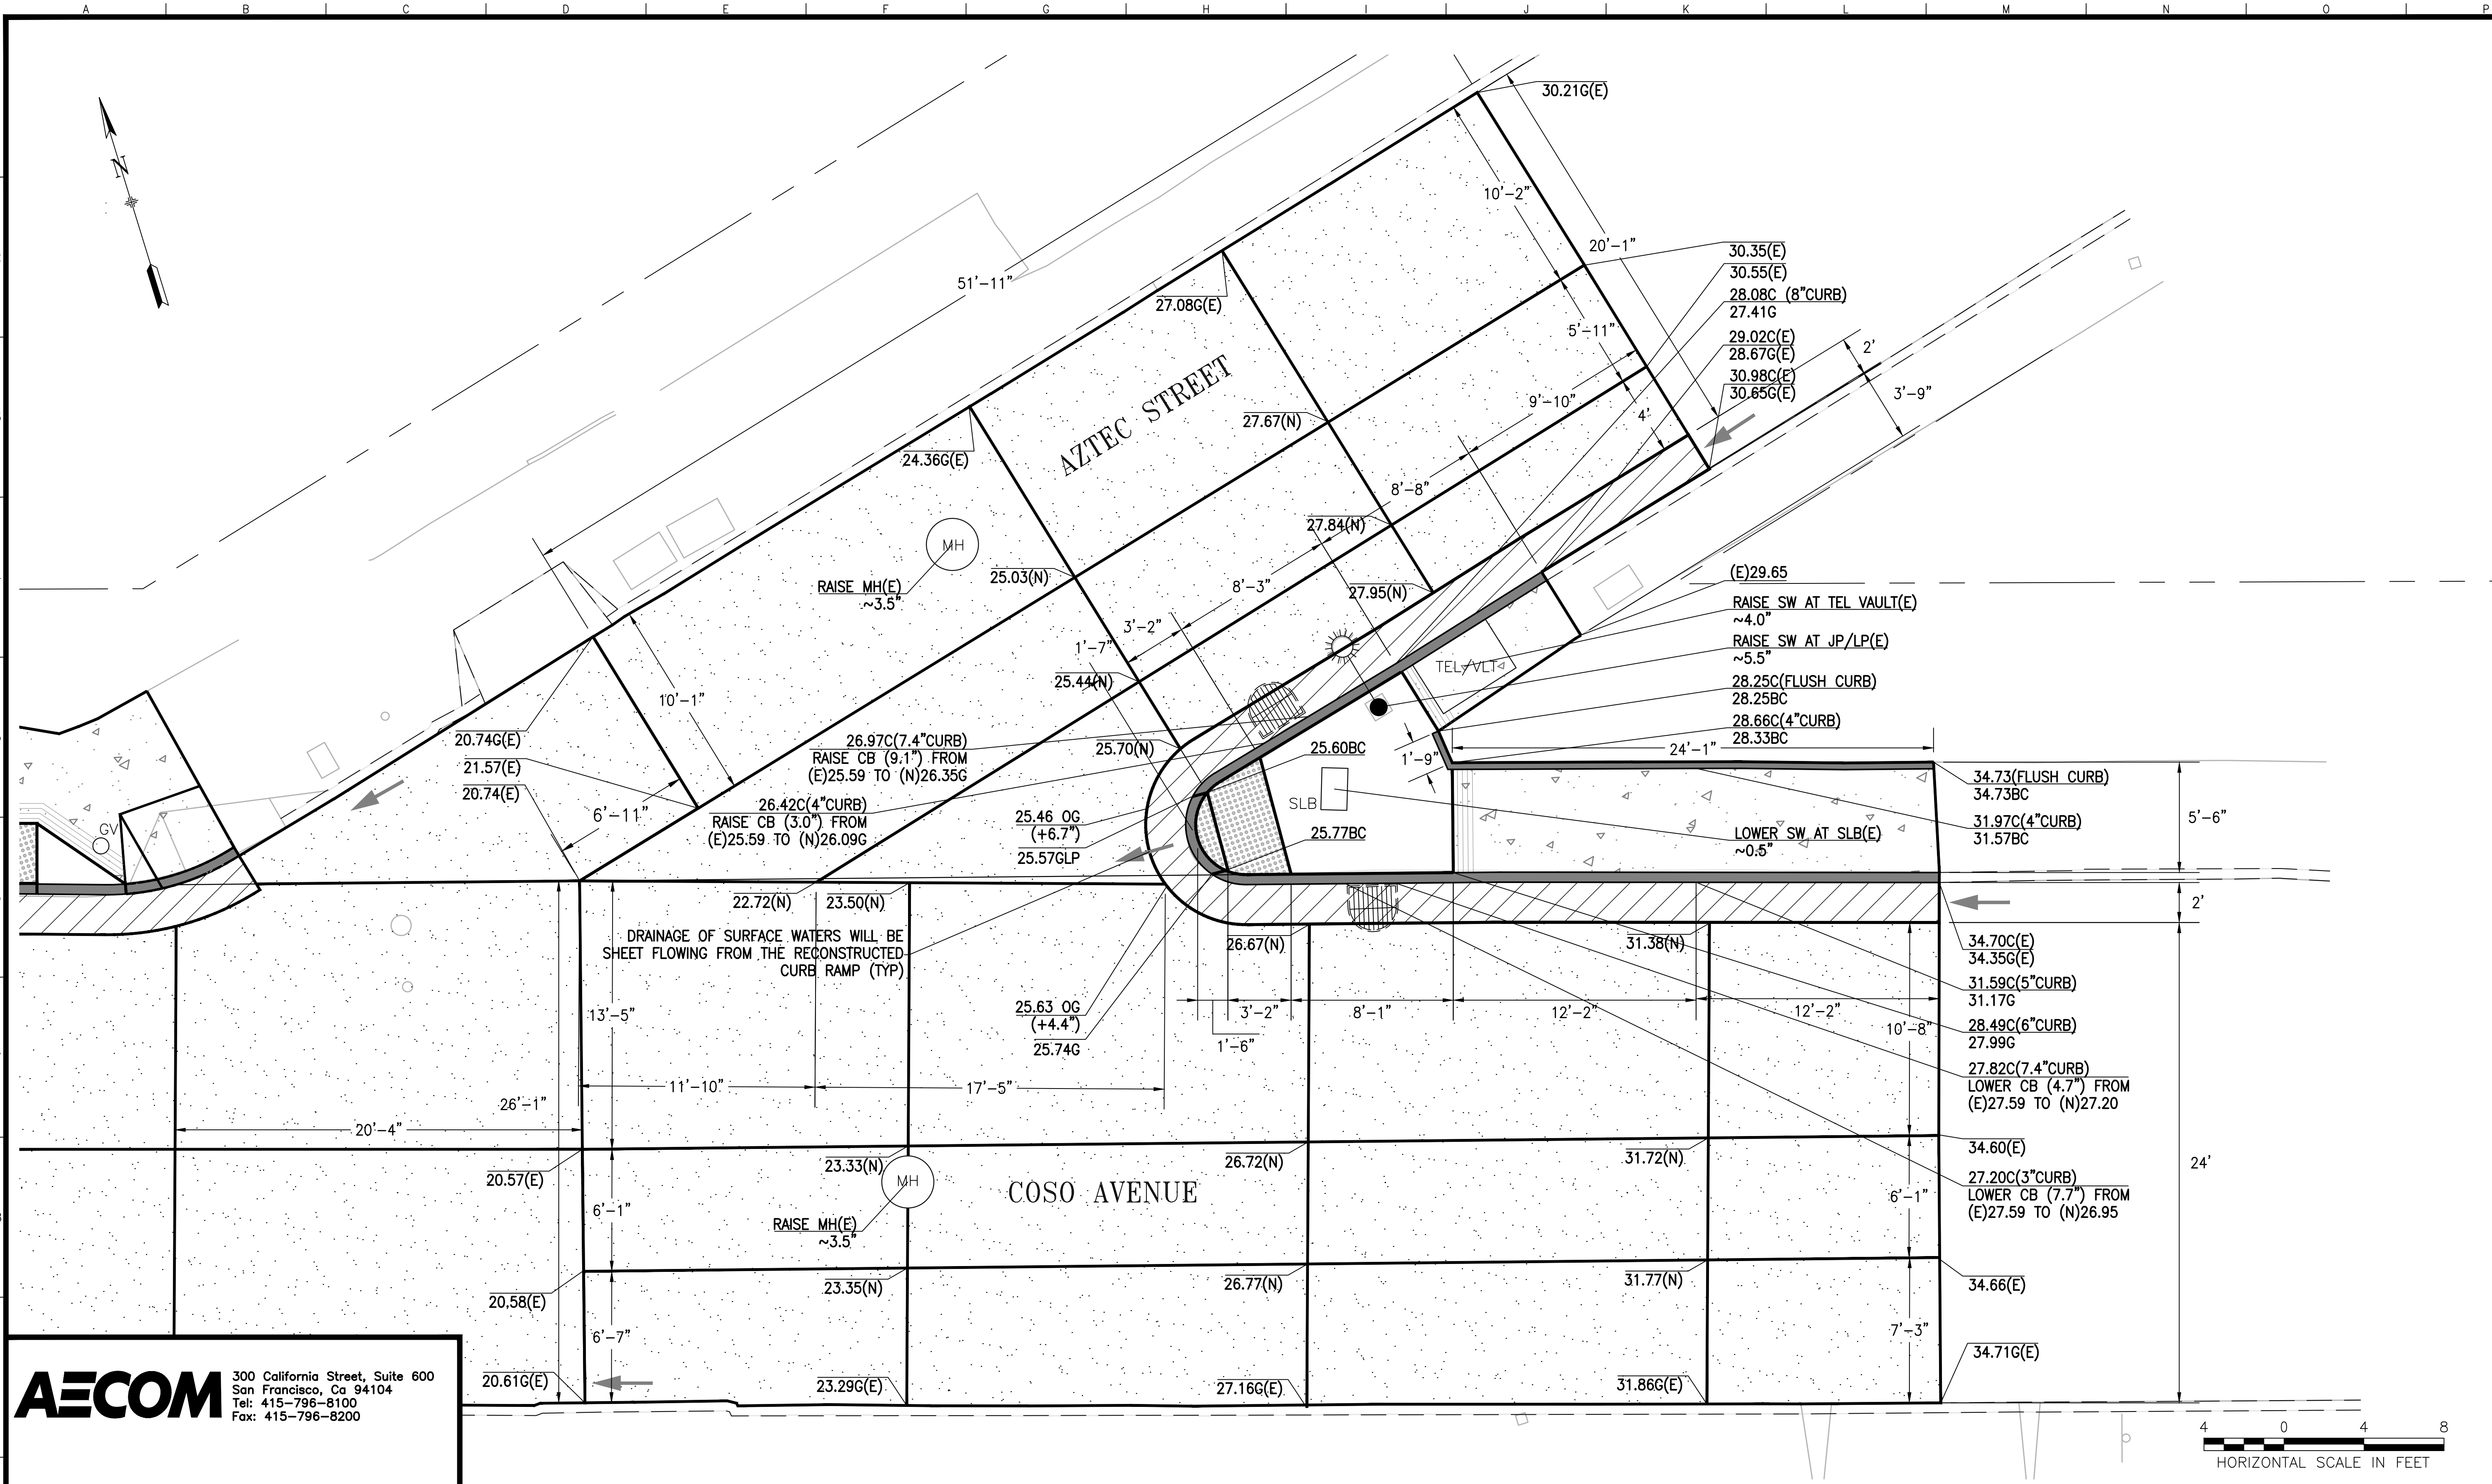 A B C D E F G H I J K L M N O P
N
30.21G(E)
10'-2"
20'-1"
51'-11"
27.08G(E)
30.35(E)
30.55(E)
28.08C (8"CURB)
27.41G
5'-11"
29.02C(E)
28.67G(E)
2'
30.98C(E)
30.65G(E)
3'-9"
AZTEC STREET
9'-10"
4'
27.67(N)
24.36G(E)
8'-8"
27.84(N)
MH
RAISE MH(E)
~3.5"
25.03(N)
8'-3"
27.95(N)
(E)29.65
RAISE SW AT TEL VAULT(E)
~4.0"
3'-2"
1'-7"
RAISE SW AT JP/LP(E)
~5.5"
TEL/VLT
25.44(N)
28.25C(FLUSH CURB)
28.25BC
10'-1"
28.66C(4"CURB)
28.33BC
20.74G(E)
26.97C(7.4"CURB)
RAISE CB (9.1") FROM
(E)25.59 TO (N)26.35G
25.70(N)
25.60BC
1'-9"
24'-1"
21.57(E)
20.74(E)
34.73(FLUSH CURB)
34.73BC
6'-11"
26.42C(4"CURB)
RAISE CB (3.0") FROM
(E)25.59 TO (N)26.09G
25.46 OG
(+6.7")
25.57GLP
SLB
25.77BC
LOWER SW AT SLB(E)
~0.5"
31.97C(4"CURB)
31.57BC
5'-6"
GV
22.72(N)
23.50(N)
2'
DRAINAGE OF SURFACE WATERS WILL BE
SHEET FLOWING FROM THE RECONSTRUCTED
CURB RAMP (TYP)
26.67(N)
31.38(N)
34.70C(E)
34.35G(E)
31.59C(5"CURB)
31.17G
13'-5"
25.63 OG
(+4.4")
25.74G
3'-2"
8'-1"
12'-2"
12'-2"
10'-8"
1'-6"
28.49C(6"CURB)
27.99G
27.82C(7.4"CURB)
LOWER CB (4.7") FROM
(E)27.59 TO (N)27.20
11'-10"
17'-5"
26'-1"
20'-4"
34.60(E)
20.57(E)
23.33(N)
26.72(N)
31.72(N)
24'
27.20C(3"CURB)
LOWER CB (7.7") FROM
(E)27.59 TO (N)26.95
MH
COSO AVENUE
6'-1"
6'-1"
RAISE MH(E)
~3.5"
20.58(E)
23.35(N)
26.77(N)
31.77(N)
34.66(E)
6'-7"
7'-3"
34.71G(E)
20.61G(E)
23.29G(E)
27.16G(E)
31.86G(E)
AECOM
300 California Street, Suite 600
San Francisco, Ca 94104
Tel: 415-796-8100
Fax: 415-796-8200
4 0 4 8
HORIZONTAL SCALE IN FEET